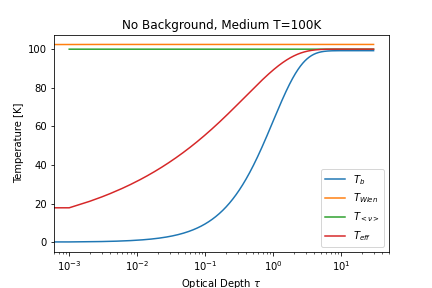 No Background, Medium T=100K
Temperature [K]
100
80
60
40
20
0
10⁻³ 10⁻² 10⁻¹ 10⁰ 10¹
Optical Depth τ
T_b
T_Wien
T_<ν>
T_eff